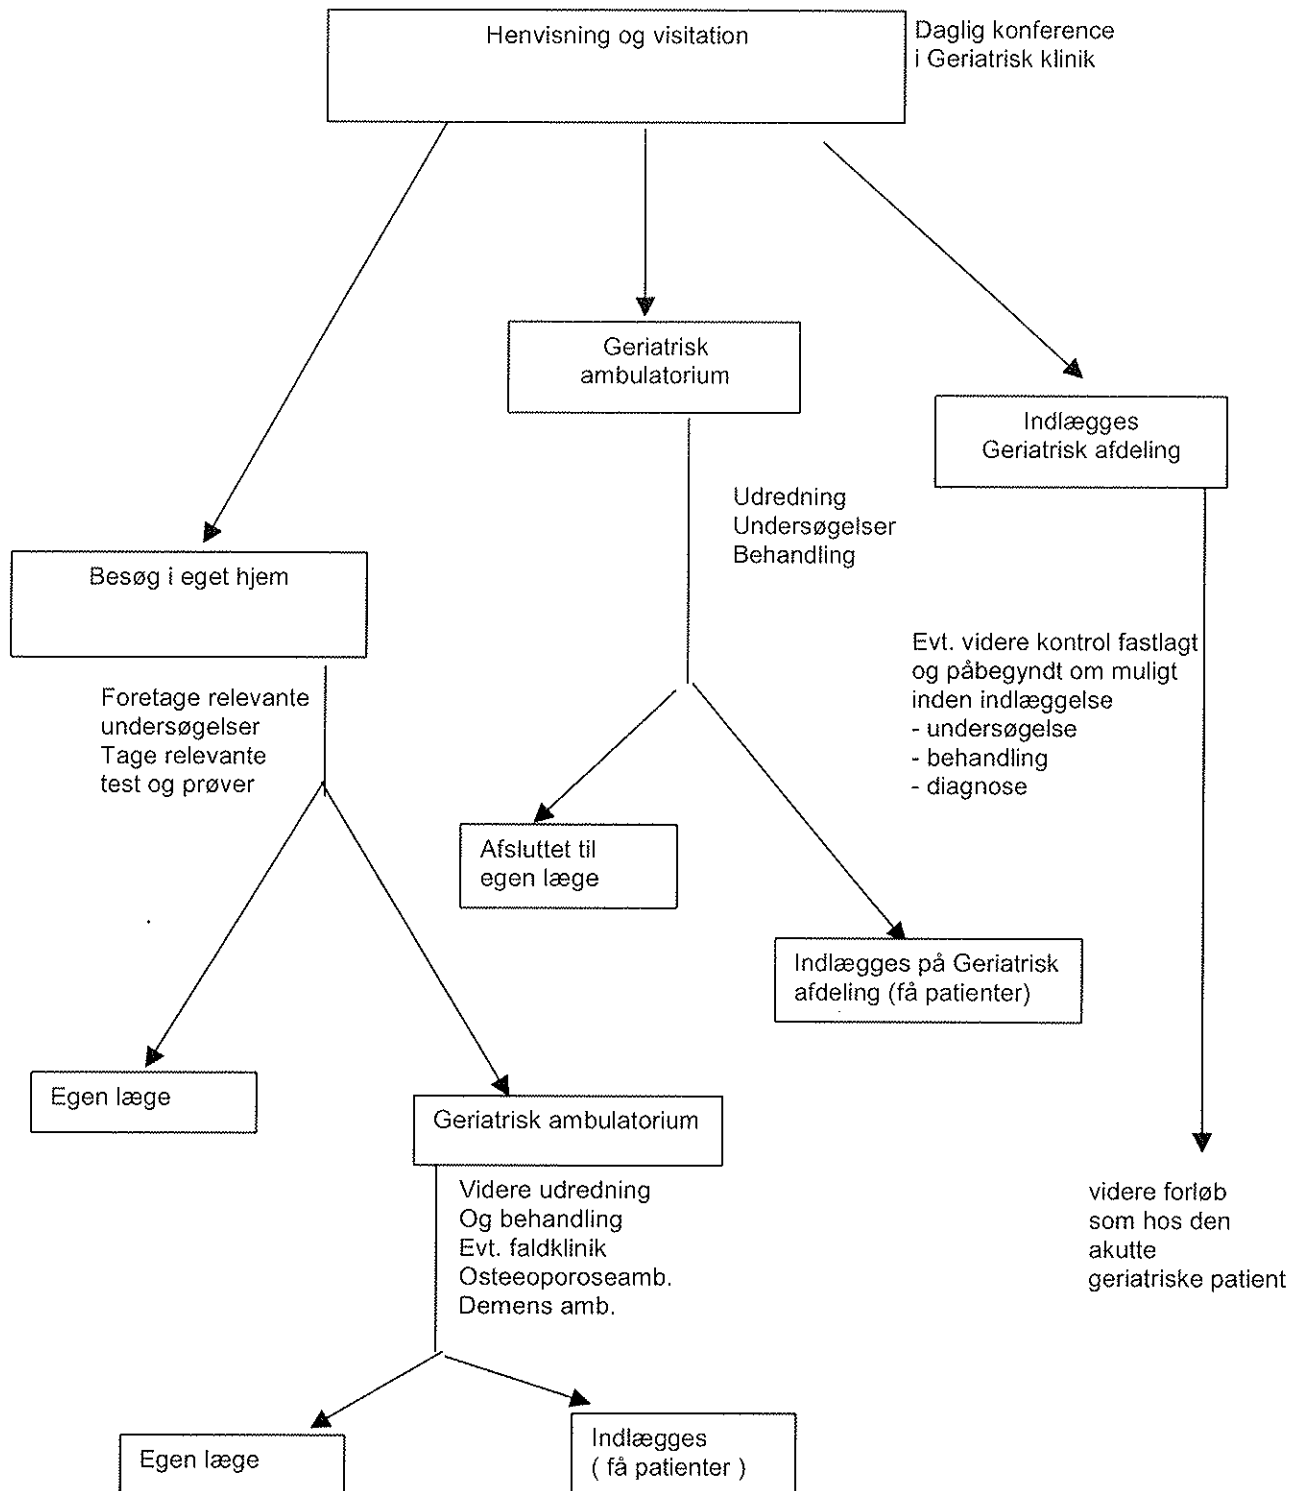 Henvisning og visitation
Daglig konference
i Geriatrisk klinik
Geriatrisk
ambulatorium
Indlægges
Geriatrisk afdeling
Udredning
Undersøgelser
Behandling
Besøg i eget hjem
Evt. videre kontrol fastlagt
og påbegyndt om muligt
inden indlæggelse
- undersøgelse
- behandling
- diagnose
Foretage relevante
undersøgelser
Tage relevante
test og prøver
Afsluttet til
egen læge
Indlægges på Geriatrisk
afdeling (få patienter)
Egen læge
Geriatrisk ambulatorium
Videre udredning
Og behandling
Evt. faldklinik
Osteeoporoseamb.
Demens amb.
videre forløb
som hos den
akutte
geriatriske patient
Egen læge
Indlægges
( få patienter )